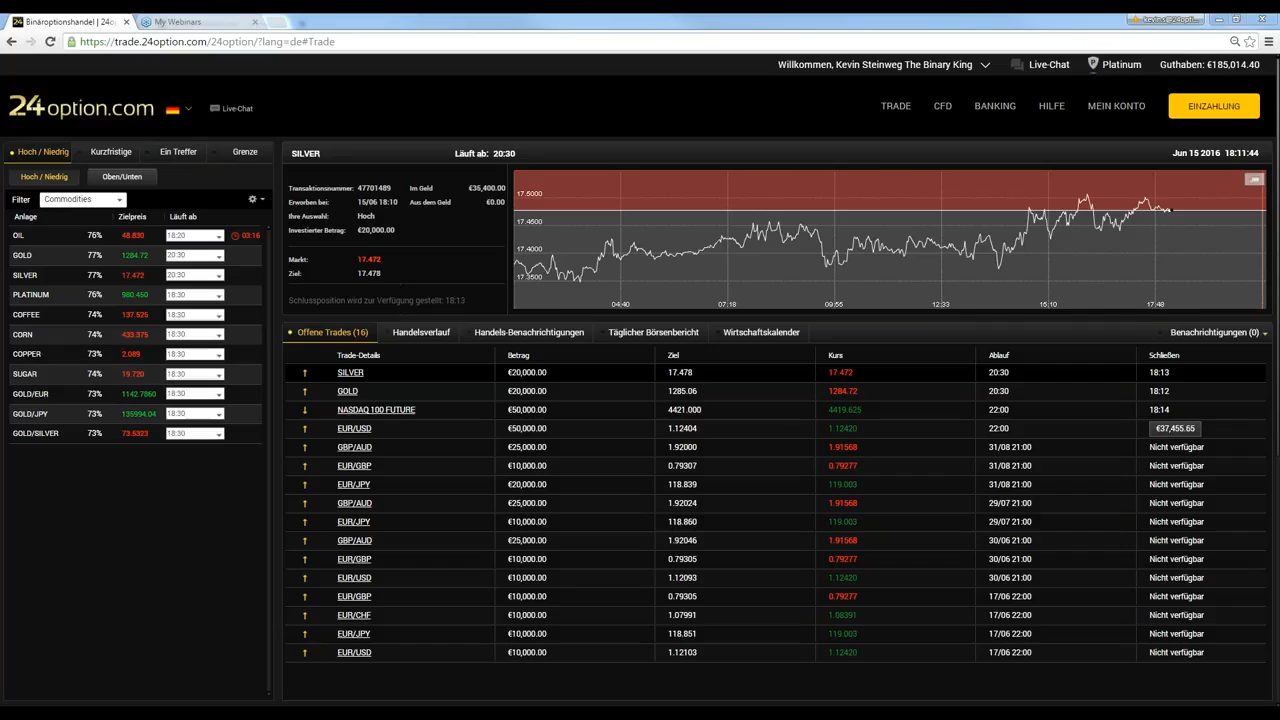 Binäroptionshandel | 24o
My Webinars
https://trade.24option.com/24option/?lang=de#Trade
Willkommen, Kevin Steinweg The Binary King Live-Chat Platinum Guthaben: €185,014.40
24option.com Live-Chat TRADE CFD BANKING HILFE MEIN KONTO EINZAHLUNG
Hoch / Niedrig Kurzfristige Ein Treffer Grenze
Hoch / Niedrig Oben/Unten
Filter Commodities
Anlage Zielpreis Läuft ab
OIL 76% 48.830 18:20 03:16
GOLD 77% 1284.72 20:30
SILVER 77% 17.472 20:30
PLATINUM 76% 980.450 18:30
COFFEE 74% 137.525 18:30
CORN 74% 433.375 18:30
COPPER 73% 2.089 18:30
SUGAR 74% 19.720 18:30
GOLD/EUR 73% 1142.7860 18:30
GOLD/JPY 73% 135994.04 18:30
GOLD/SILVER 73% 73.5323 18:30
SILVER Läuft ab: 20:30 Jun 15 2016 18:11:44
Transaktionsnummer: 47701489 Im Geld €35,400.00
Erworben bei: 15/06 18:10 Aus dem Geld €0.00
Ihre Auswahl: Hoch
Investierter Betrag: €20,000.00
Markt: 17.472
Ziel: 17.478
Schlussposition wird zur Verfügung gestellt: 18:13
17.5000
17.4500
17.4000
17.3500
04:40 07:18 09:55 12:33 15:10 17:48
Offene Trades (16) Handelsverlauf Handels-Benachrichtigungen Täglicher Börsenbericht Wirtschaftskalender Benachrichtigungen (0)
Trade-Details Betrag Ziel Kurs Ablauf Schließen
↑ SILVER €20,000.00 17.478 17.472 20:30 18:13
↑ GOLD €20,000.00 1285.06 1284.72 20:30 18:12
↓ NASDAQ 100 FUTURE €50,000.00 4421.000 4419.625 22:00 18:14
↑ EUR/USD €50,000.00 1.12404 1.12420 22:00 €37,455.65
↑ GBP/AUD €20,000.00 1.92000 1.91568 31/08 21:00 Nicht verfügbar
↑ EUR/GBP €10,000.00 0.79307 0.79277 31/08 21:00 Nicht verfügbar
↑ EUR/JPY €20,000.00 118.839 119.003 31/08 21:00 Nicht verfügbar
↑ GBP/AUD €25,000.00 1.92024 1.91568 29/07 21:00 Nicht verfügbar
↑ EUR/JPY €10,000.00 118.860 119.003 29/07 21:00 Nicht verfügbar
↑ GBP/AUD €25,000.00 1.92046 1.91568 30/06 21:00 Nicht verfügbar
↑ EUR/GBP €10,000.00 0.79305 0.79277 30/06 21:00 Nicht verfügbar
↑ EUR/USD €10,000.00 1.12093 1.12420 30/06 21:00 Nicht verfügbar
↑ EUR/GBP €10,000.00 0.79305 0.79277 17/06 22:00 Nicht verfügbar
↑ EUR/CHF €10,000.00 1.07991 1.08391 17/06 22:00 Nicht verfügbar
↑ EUR/JPY €10,000.00 118.851 119.003 17/06 22:00 Nicht verfügbar
↑ EUR/USD €10,000.00 1.12103 1.12420 17/06 22:00 Nicht verfügbar